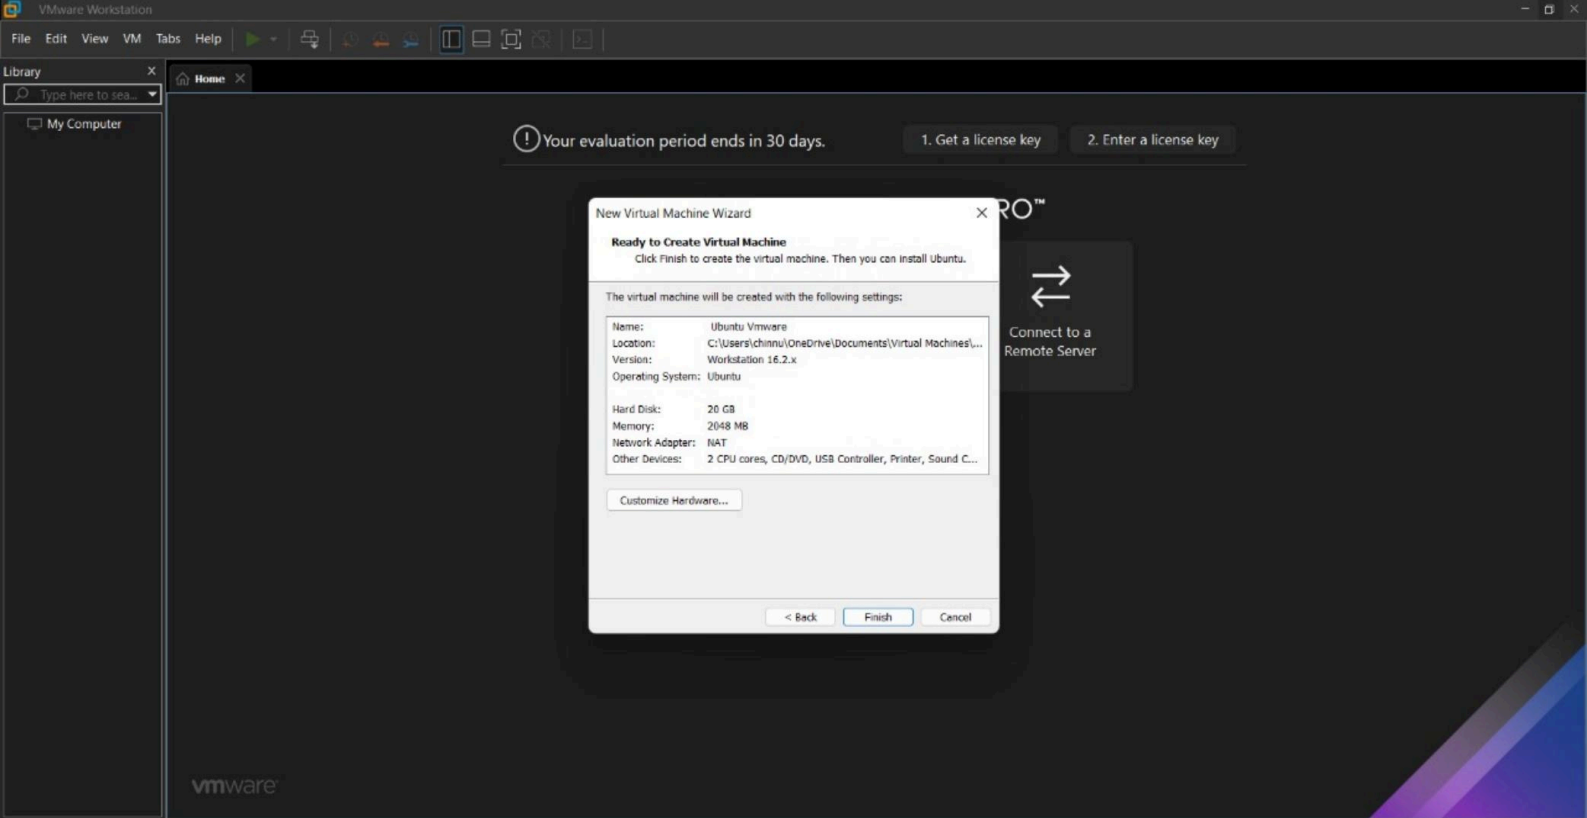 VMware Workstation
File Edit View VM Tabs Help
Library X
Home
Type here to sea...
My Computer
Your evaluation period ends in 30 days.
1. Get a license key
2. Enter a license key
RO™
New Virtual Machine Wizard
Ready to Create Virtual Machine
Click Finish to create the virtual machine. Then you can install Ubuntu.
The virtual machine will be created with the following settings:
Name: Ubuntu Vmware
Location: C:\Users\chinnu\OneDrive\Documents\Virtual Machines\...
Version: Workstation 16.2.x
Operating System: Ubuntu
Hard Disk: 20 GB
Memory: 2048 MB
Network Adapter: NAT
Other Devices: 2 CPU cores, CD/DVD, USB Controller, Printer, Sound C...
Customize Hardware...
< Back
Finish
Cancel
Connect to a
Remote Server
vmware